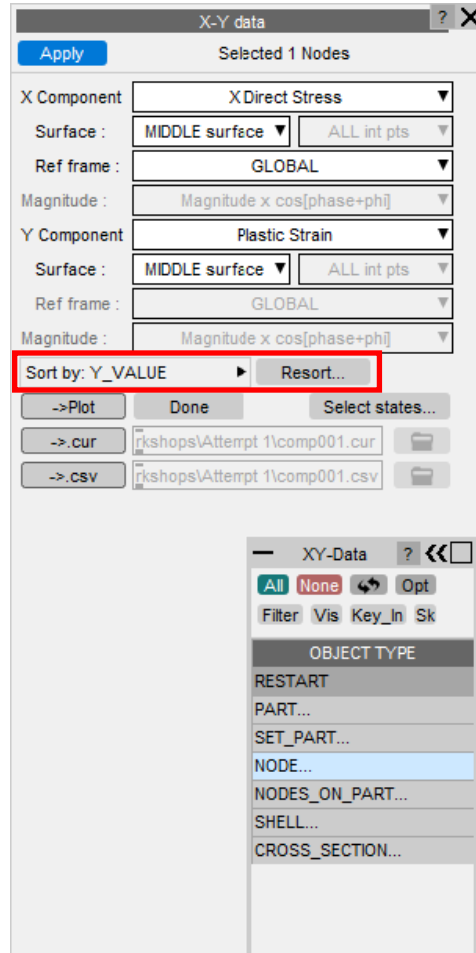 X-Y data ?
Apply Selected 1 Nodes
X Component X Direct Stress
Surface : MIDDLE surface ALL int pts
Ref frame : GLOBAL
Magnitude : Magnitude x cos[phase+phi]
Y Component Plastic Strain
Surface : MIDDLE surface ALL int pts
Ref frame : GLOBAL
Magnitude : Magnitude x cos[phase+phi]
Sort by: Y_VALUE Resort...
->Plot Done Select states...
->.cur rkshops\Attempt 1\comp001.cur
->.csv rkshops\Attempt 1\comp001.csv
XY-Data ?
All None Opt
Filter Vis Key_In Sk
OBJECT TYPE
RESTART
PART...
SET_PART...
NODE...
NODES_ON_PART...
SHELL...
CROSS_SECTION...